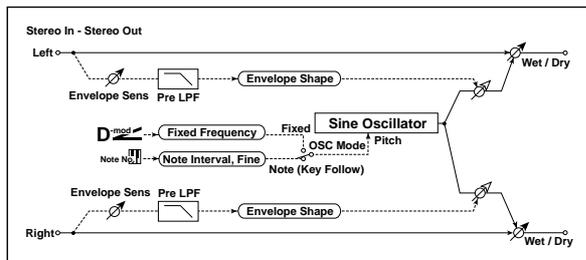 Stereo In - Stereo Out
Left
Wet / Dry
Envelope Sens
Pre LPF
Envelope Shape
D-mod
Fixed Frequency
Fixed
Sine Oscillator
OSC Mode
Pitch
Note No.
Note Interval, Fine
Note (Key Follow)
Envelope Sens
Pre LPF
Envelope Shape
Right
Wet / Dry